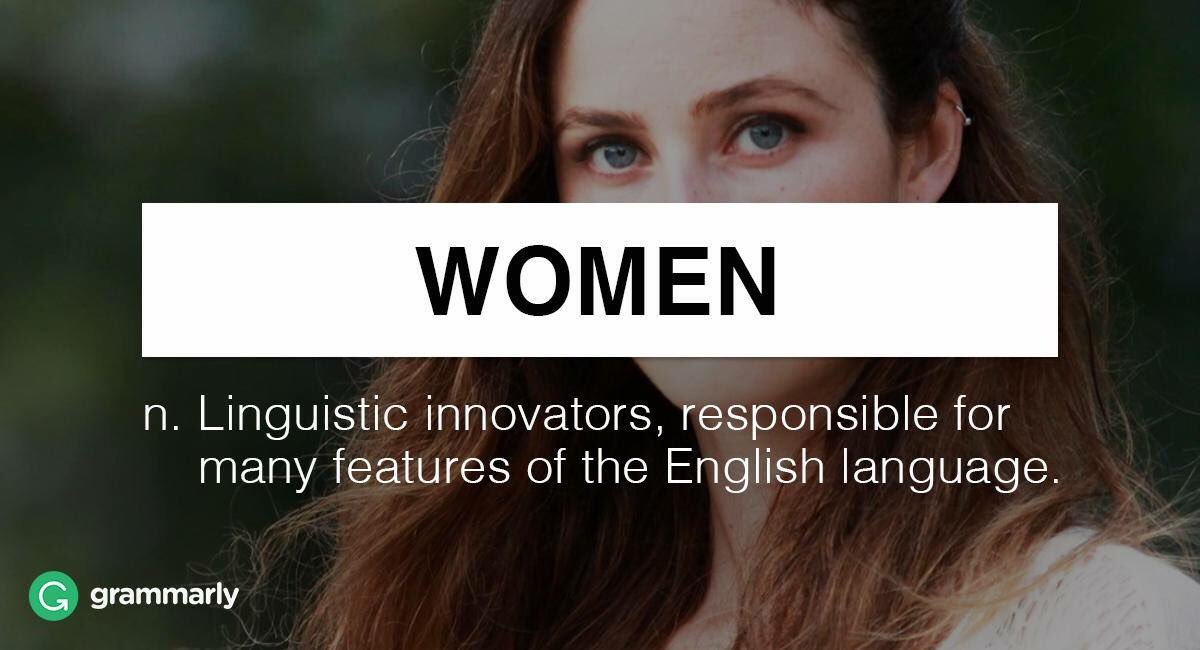 WOMEN
n. Linguistic innovators, responsible for
many features of the English language.
grammarly